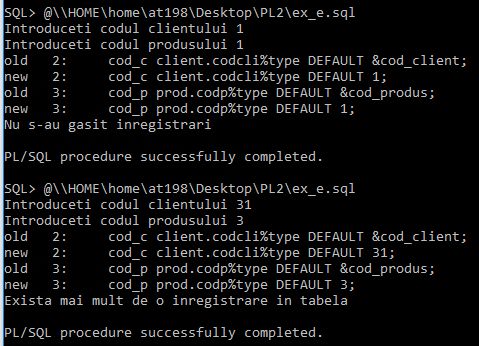 SQL> @\\HOME\home\at198\Desktop\PL2\ex_e.sql
Introduceti codul clientului 1
Introduceti codul produsului 1
old   2:     cod_c client.codcli%type DEFAULT &cod_client;
new   2:     cod_c client.codcli%type DEFAULT 1;
old   3:     cod_p prod.codp%type DEFAULT &cod_produs;
new   3:     cod_p prod.codp%type DEFAULT 1;
Nu s-au gasit inregistrari
PL/SQL procedure successfully completed.
SQL> @\\HOME\home\at198\Desktop\PL2\ex_e.sql
Introduceti codul clientului 31
Introduceti codul produsului 3
old   2:     cod_c client.codcli%type DEFAULT &cod_client;
new   2:     cod_c client.codcli%type DEFAULT 31;
old   3:     cod_p prod.codp%type DEFAULT &cod_produs;
new   3:     cod_p prod.codp%type DEFAULT 3;
Exista mai mult de o inregistrare in tabela
PL/SQL procedure successfully completed.